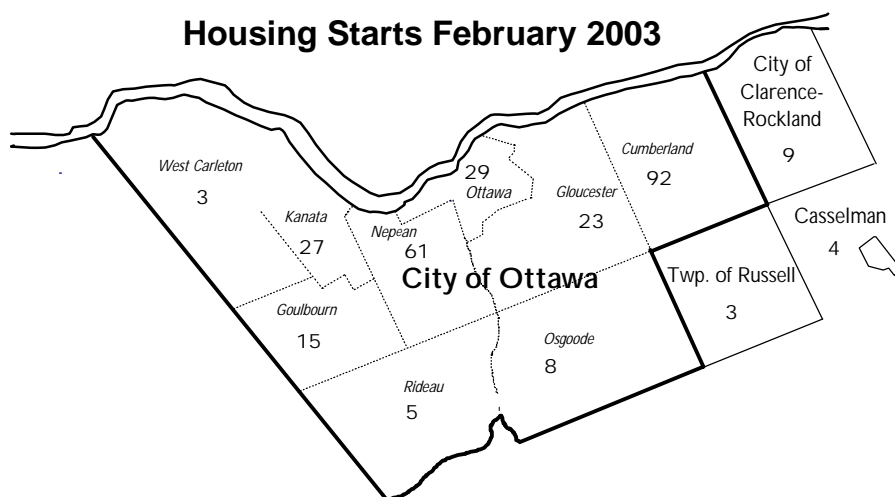 Housing Starts February 2003
City of
Clarence-
Rockland
9
West Carleton
3
Kanata
27
Nepean
61
29
Ottawa
Gloucester
23
Cumberland
92
Casselman
4
City of Ottawa
Twp. of Russell
3
Goulbourn
15
Osgoode
8
Rideau
5